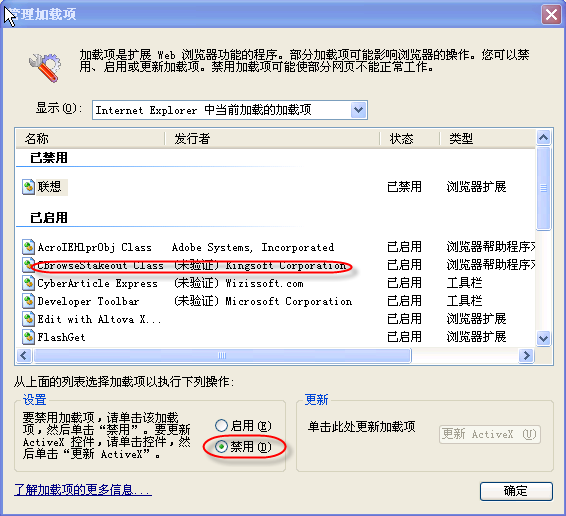 管理加载项
加载项是扩展 Web 浏览器功能的程序。部分加载项可能影响浏览器的操作。您可以禁
用、启用或更新加载项。禁用加载项可能使部分网页不能正常工作。
显示(O): Internet Explorer 中当前加载的加载项
名称 发行者 状态 类型
已禁用
联想 已禁用 浏览器扩展
已启用
AcroIEHlprObj Class Adobe Systems, Incorporated 已启用 浏览器帮助程序对
CBrowseStakeout Class (未验证) Kingsoft Corporation 已启用 浏览器帮助程序对
CyberArticle Express (未验证) Wizissoft.com 已启用 工具栏
Developer Toolbar (未验证) Microsoft Corporation 已启用 工具栏
Edit with Altova X... 已启用 浏览器扩展
FlashGet 已启用 浏览器扩展
从上面的列表选择加载项以执行下列操作:
设置
要禁用加载项，请单击该加载
项，然后单击“禁用”。要更新
ActiveX 控件，请单击控件，然
后单击“更新 ActiveX”。
启用(E)
禁用(D)
更新
单击此处更新加载项
更新 ActiveX (U)
了解加载项的更多信息...
确定